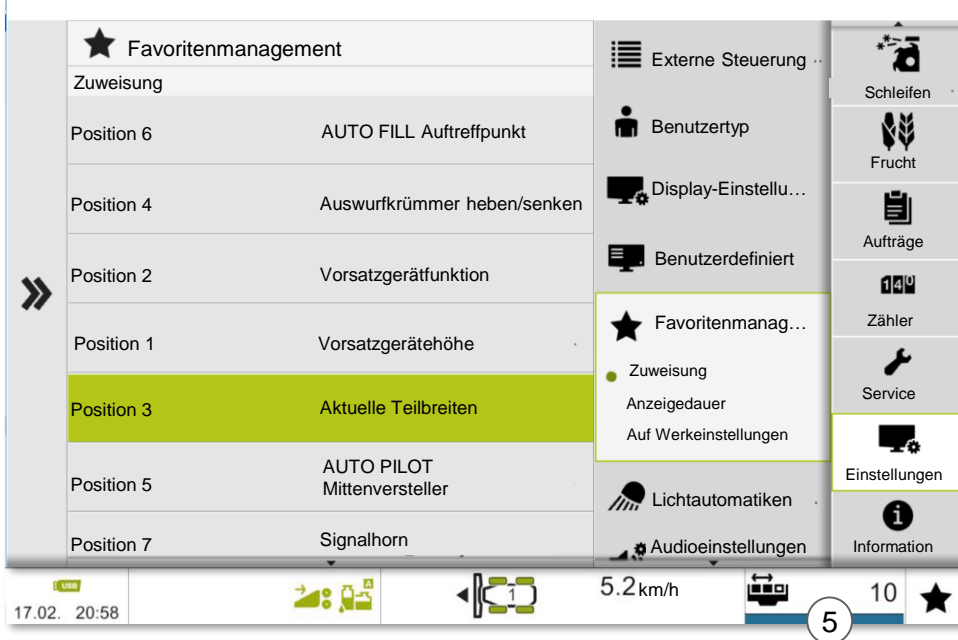 Favoritenmanagement
Zuweisung
Position 6 AUTO FILL Auftreffpunkt
Position 4 Auswurfkrümmer heben/senken
Position 2 Vorsatzgerätfunktion
Position 1 Vorsatzgerätehöhe
Position 3 Aktuelle Teilbreiten
Position 5 AUTO PILOT
Mittenversteller
Position 7 Signalhorn
Externe Steuerung
Benutzertyp
Display-Einstellu…
Benutzerdefiniert
Favoritenmanag…
Zuweisung
Anzeigedauer
Auf Werkeinstellungen
Lichtautomatiken
Audioeinstellungen
Schleifen
Frucht
Aufträge
140
Zähler
Service
Einstellungen
Information
USB
17.02. 20:58
A
1
5.2 km/h
10
5